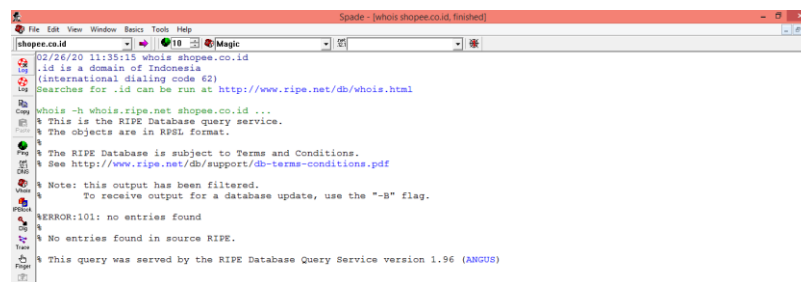 Spade - [whois shopee.co.id, finished]
File Edit View Window Basics Tools Help
shopee.co.id 10 Magic
02/26/20 11:35:15 whois shopee.co.id
.id is a domain of Indonesia
(international dialing code 62)
Searches for .id can be run at http://www.ripe.net/db/whois.html
whois -h whois.ripe.net shopee.co.id ...
% This is the RIPE Database query service.
% The objects are in RPSL format.
%
% The RIPE Database is subject to Terms and Conditions.
% See http://www.ripe.net/db/support/db-terms-conditions.pdf
% Note: this output has been filtered.
% To receive output for a database update, use the "-B" flag.
%ERROR:101: no entries found
%
% No entries found in source RIPE.
% This query was served by the RIPE Database Query Service version 1.96 (ANGUS)
Log
Log
Copy
Paste
Ping
DNS
Whois
IPBlock
Dig
Trace
Finger